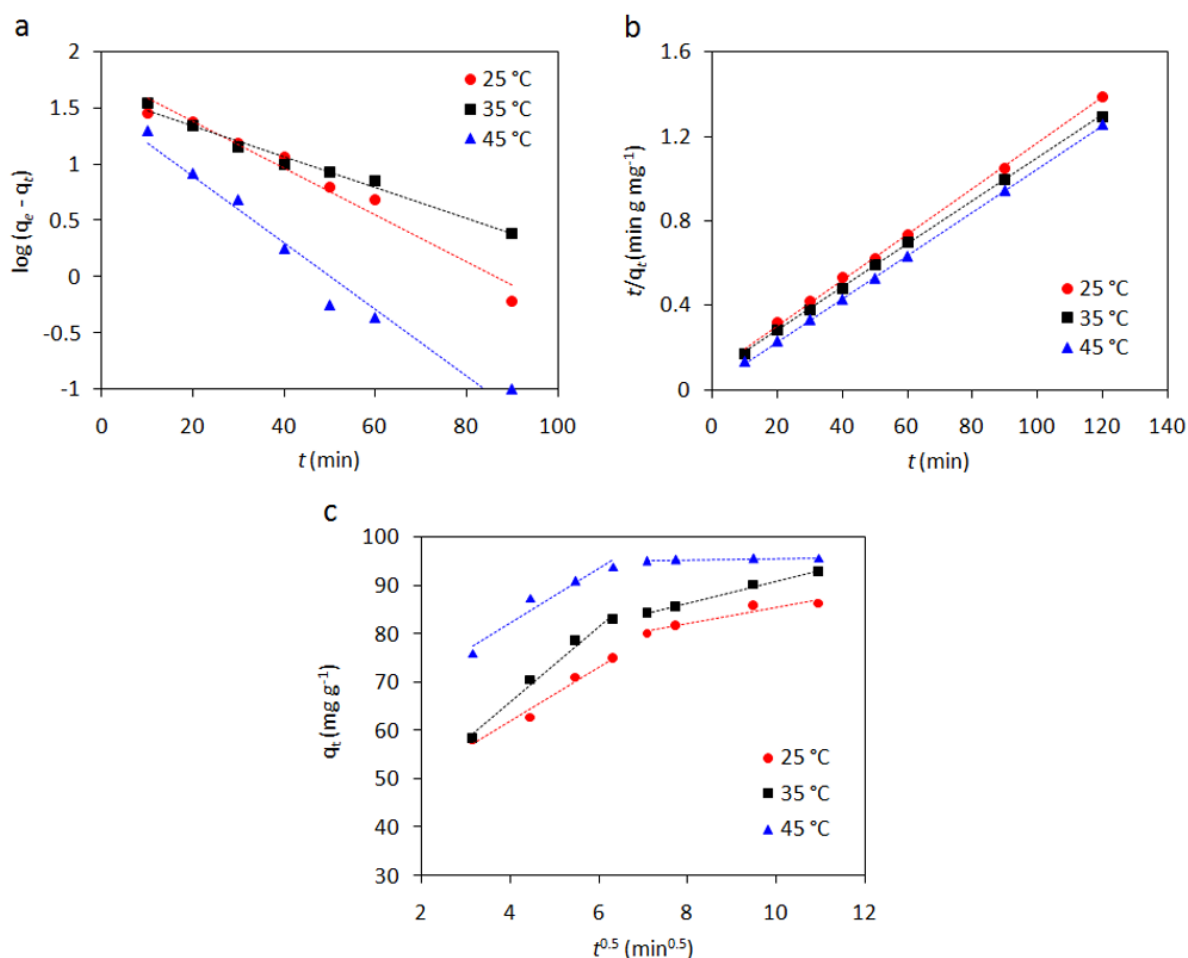 a
2
1.5
1
0.5
0
-0.5
-1
log (qe - qt)
0 20 40 60 80 100
t (min)
25 °C
35 °C
45 °C
b
1.6
1.2
0.8
0.4
0
t/qt (min g mg-1)
0 20 40 60 80 100 120 140
t (min)
25 °C
35 °C
45 °C
c
100
90
80
70
60
50
40
30
qt (mg g-1)
2 4 6 8 10 12
t0.5 (min0.5)
25 °C
35 °C
45 °C